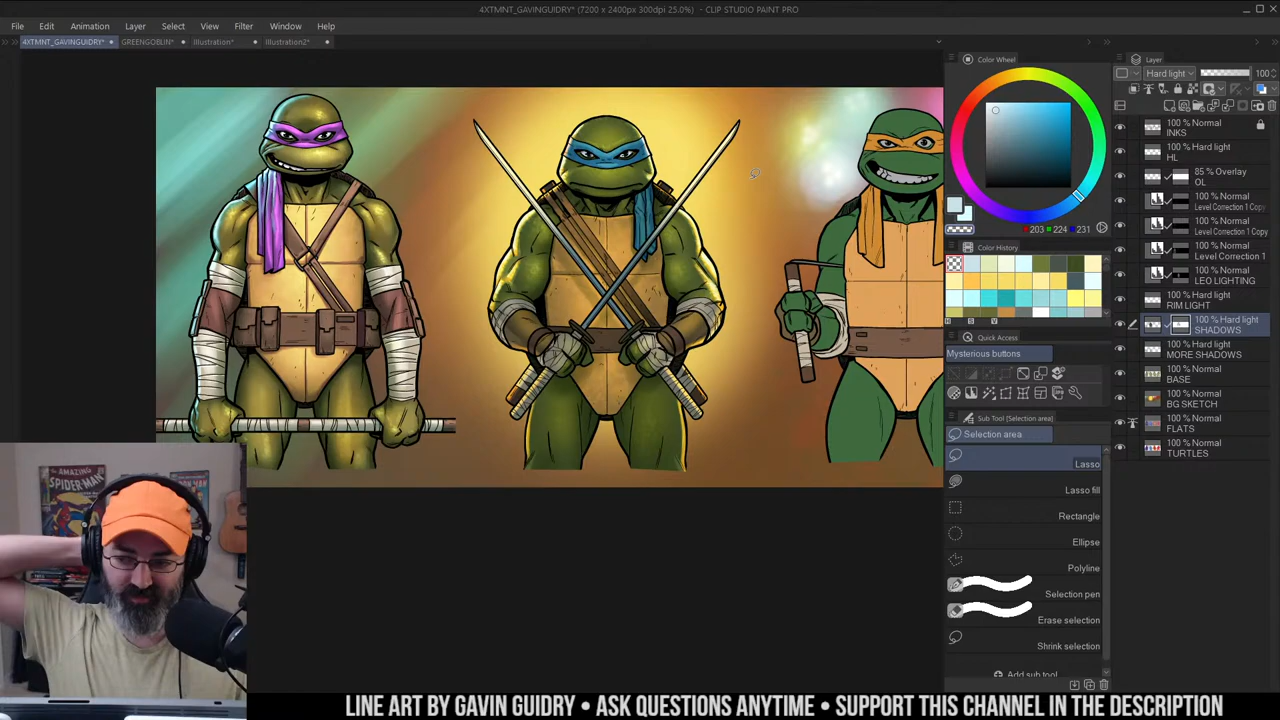 4XTMNT_GAVINGUIDRY* (7200 x 2400px 300dpi 25.0%) - CLIP STUDIO PAINT PRO
File Edit Animation Layer Select View Filter Window Help
4XTMNT_GAVINGUIDRY* GREENGOBLIN* Illustration* Illustration2*
Color Wheel
203 224 231
Color History
H S V
Quick Access
Mysterious buttons
Sub Tool [Selection area]
Selection area
Lasso
Lasso fill
Rectangle
Ellipse
Polyline
Selection pen
Erase selection
Shrink selection
Add sub tool
Layer
Hard light 100
100 % Normal
INKS
100 % Hard light
HL
85 % Overlay
OL
100 % Normal
Level Correction 1 Copy
100 % Normal
Level Correction 1 Copy
100 % Normal
Level Correction 1
100 % Hard light
LEO LIGHTING
100 % Hard light
RIM LIGHT
100 % Hard light
SHADOWS
100 % Hard light
MORE SHADOWS
100 % Normal
BASE
100 % Normal
BG SKETCH
100 % Normal
FLATS
100 % Normal
TURTLES
AMAZING
SPIDER-MAN
IRON MAN
LINE ART BY GAVIN GUIDRY • ASK QUESTIONS ANYTIME • SUPPORT THIS CHANNEL IN THE DESCRIPTION